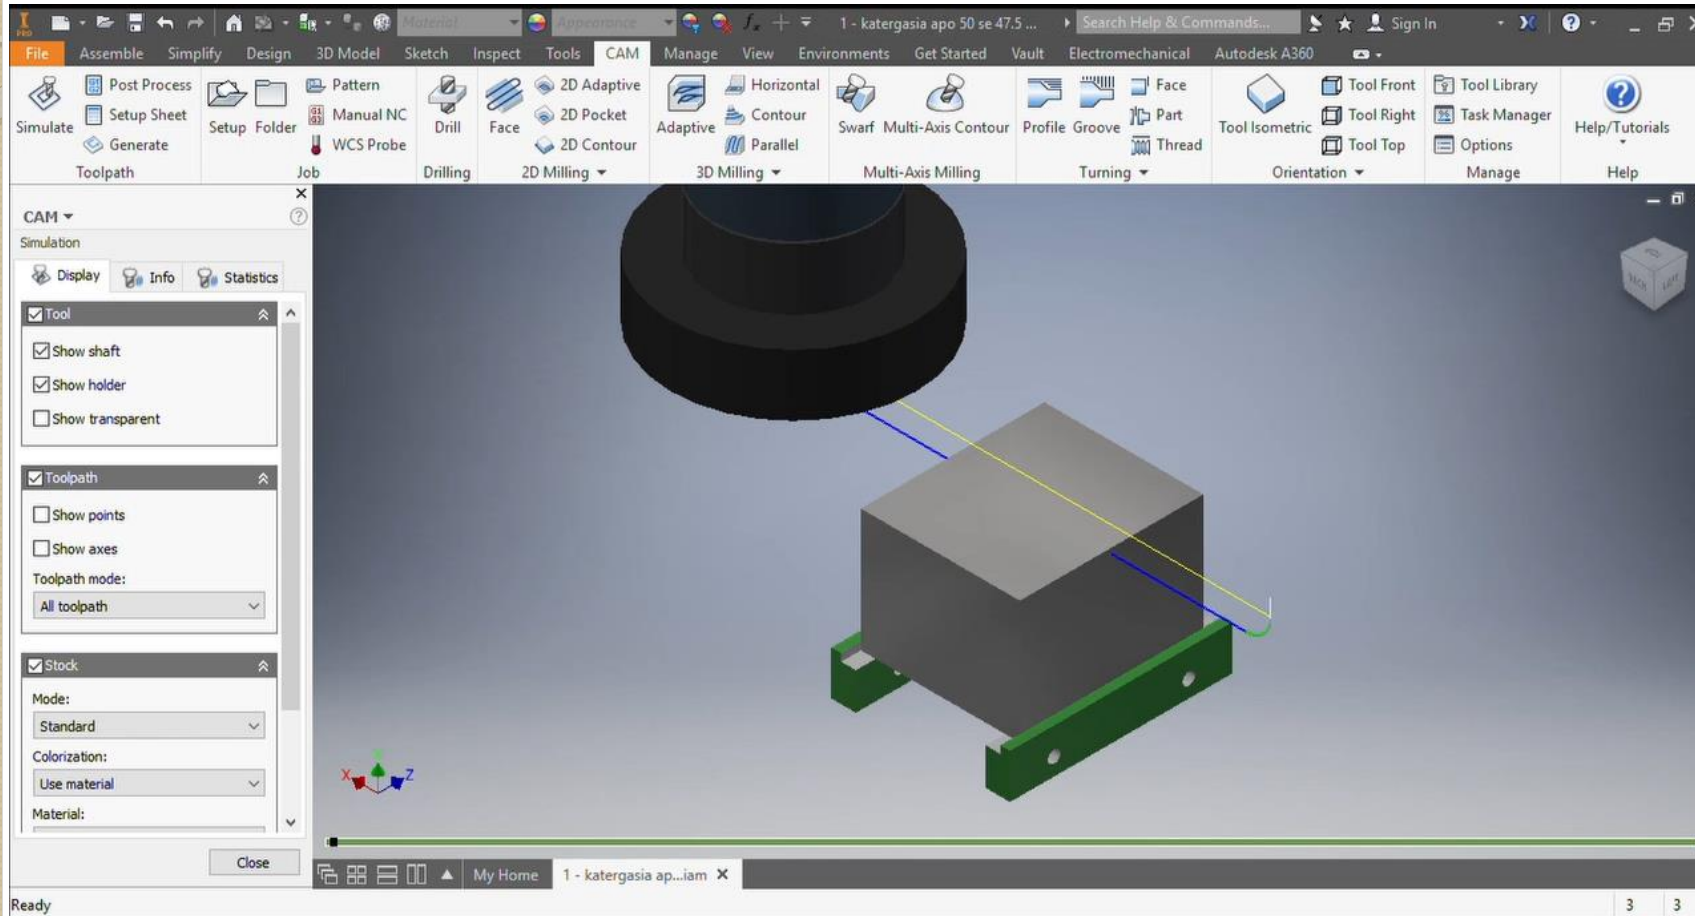 PRO Material Appearance 1 - katergasia apo 50 se 47.5 ... Search Help & Commands... Sign In
File Assemble Simplify Design 3D Model Sketch Inspect Tools CAM Manage View Environments Get Started Vault Electromechanical Autodesk A360
Simulate
Post Process
Setup Sheet
Generate
Toolpath
Setup
Folder
Pattern
Manual NC
WCS Probe
Job
Drill
Drilling
Face
2D Adaptive
2D Pocket
2D Contour
2D Milling
Adaptive
Horizontal
Contour
Parallel
3D Milling
Swarf
Multi-Axis Contour
Multi-Axis Milling
Profile
Groove
Face
Part
Thread
Turning
Tool Isometric
Tool Front
Tool Right
Tool Top
Orientation
Tool Library
Task Manager
Options
Manage
Help/Tutorials
Help
CAM
Simulation
Display Info Statistics
Tool
Show shaft
Show holder
Show transparent
Toolpath
Show points
Show axes
Toolpath mode:
All toolpath
Stock
Mode:
Standard
Colorization:
Use material
Material:
Close
X Y Z
My Home 1 - katergasia ap...iam
Ready 3 3